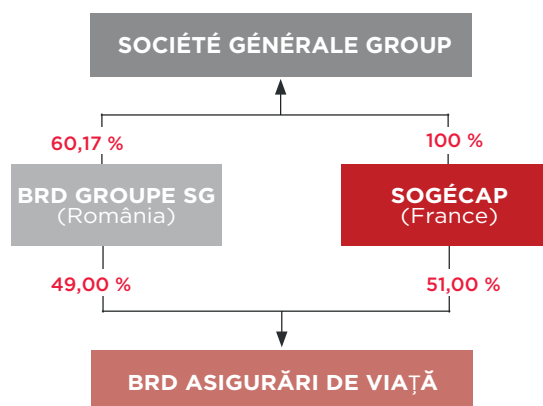 SOCIÉTÉ GÉNÉRALE GROUP
60,17 %
100 %
BRD GROUPE SG
(România)
SOGÉCAP
(France)
49,00 %
51,00 %
BRD ASIGURĂRI DE VIAȚĂ